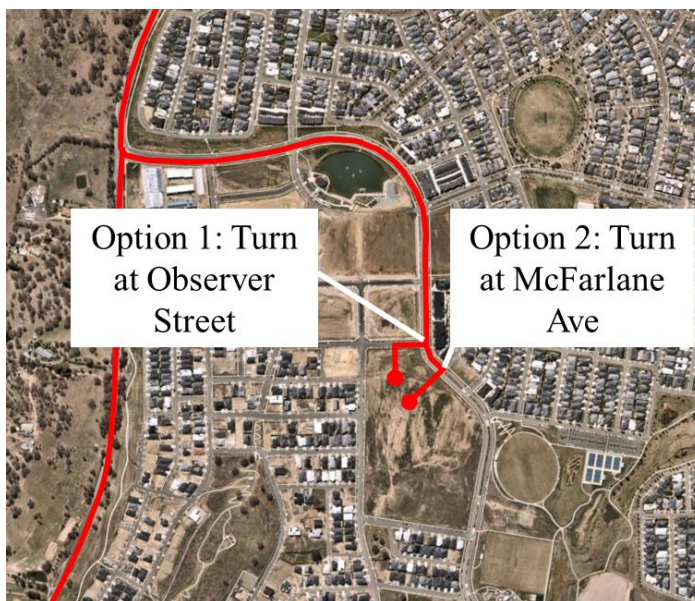 Option 1: Turn
at Observer
Street
Option 2: Turn
at McFarlane
Ave